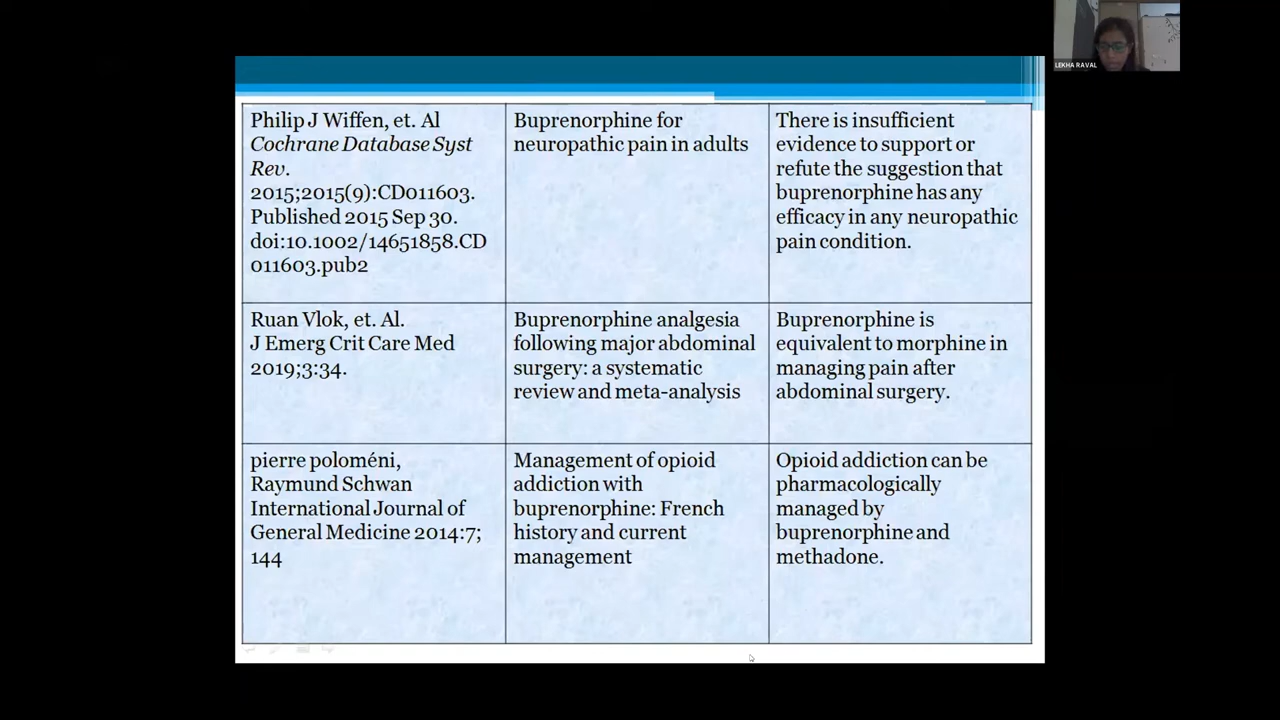 LEKHA RAVAL
Philip J Wiffen, et. Al
Cochrane Database Syst
Rev.
2015;2015(9):CD011603.
Published 2015 Sep 30.
doi:10.1002/14651858.CD
011603.pub2
Buprenorphine for
neuropathic pain in adults
There is insufficient
evidence to support or
refute the suggestion that
buprenorphine has any
efficacy in any neuropathic
pain condition.
Ruan Vlok, et. Al.
J Emerg Crit Care Med
2019;3:34.
Buprenorphine analgesia
following major abdominal
surgery: a systematic
review and meta-analysis
Buprenorphine is
equivalent to morphine in
managing pain after
abdominal surgery.
pierre poloméni,
Raymund Schwan
International Journal of
General Medicine 2014:7;
144
Management of opioid
addiction with
buprenorphine: French
history and current
management
Opioid addiction can be
pharmacologically
managed by
buprenorphine and
methadone.